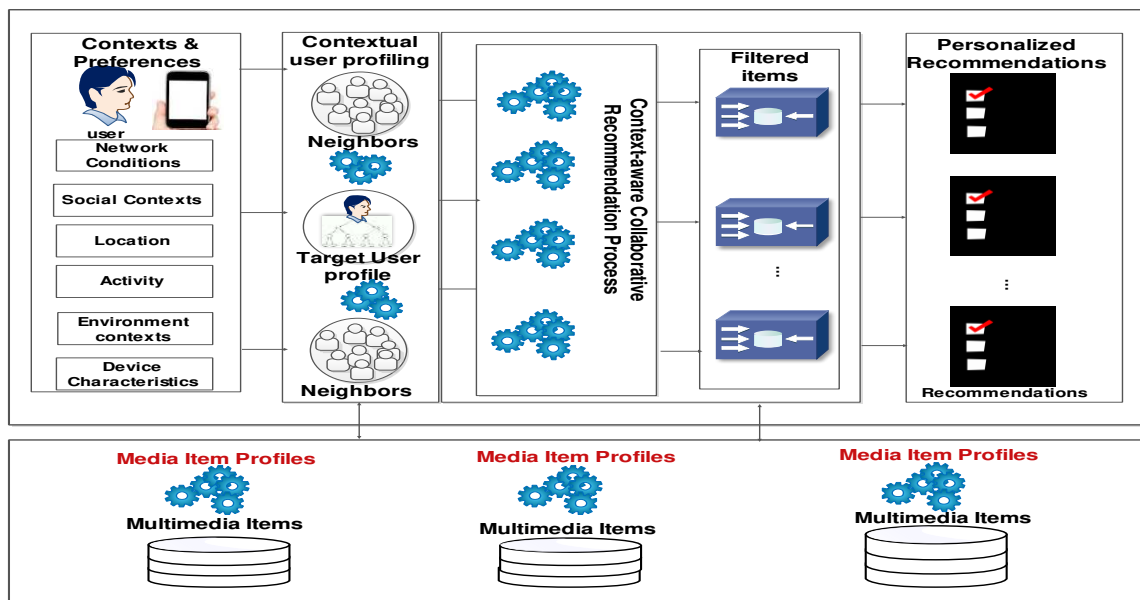 Contexts &
Preferences
user
Network
Conditions
Social Contexts
Location
Activity
Environment
contexts
Device
Characteristics
Contextual
user profiling
Neighbors
Target User
profile
Neighbors
Context-aware Collaborative
Recommendation Process
Filtered
items
...
Personalized
Recommendations
...
Recommendations
Media Item Profiles
Multimedia Items
Media Item Profiles
Multimedia Items
Media Item Profiles
Multimedia Items